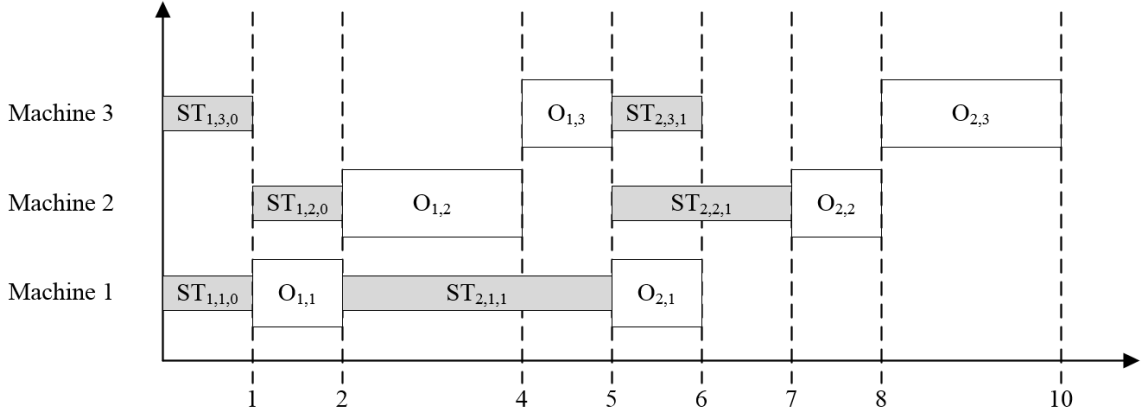 Machine 3 ST1,3,0 O1,3 ST2,3,1 O2,3
Machine 2 ST1,2,0 O1,2 ST2,2,1 O2,2
Machine 1 ST1,1,0 O1,1 ST2,1,1 O2,1
1 2 4 5 6 7 8 10